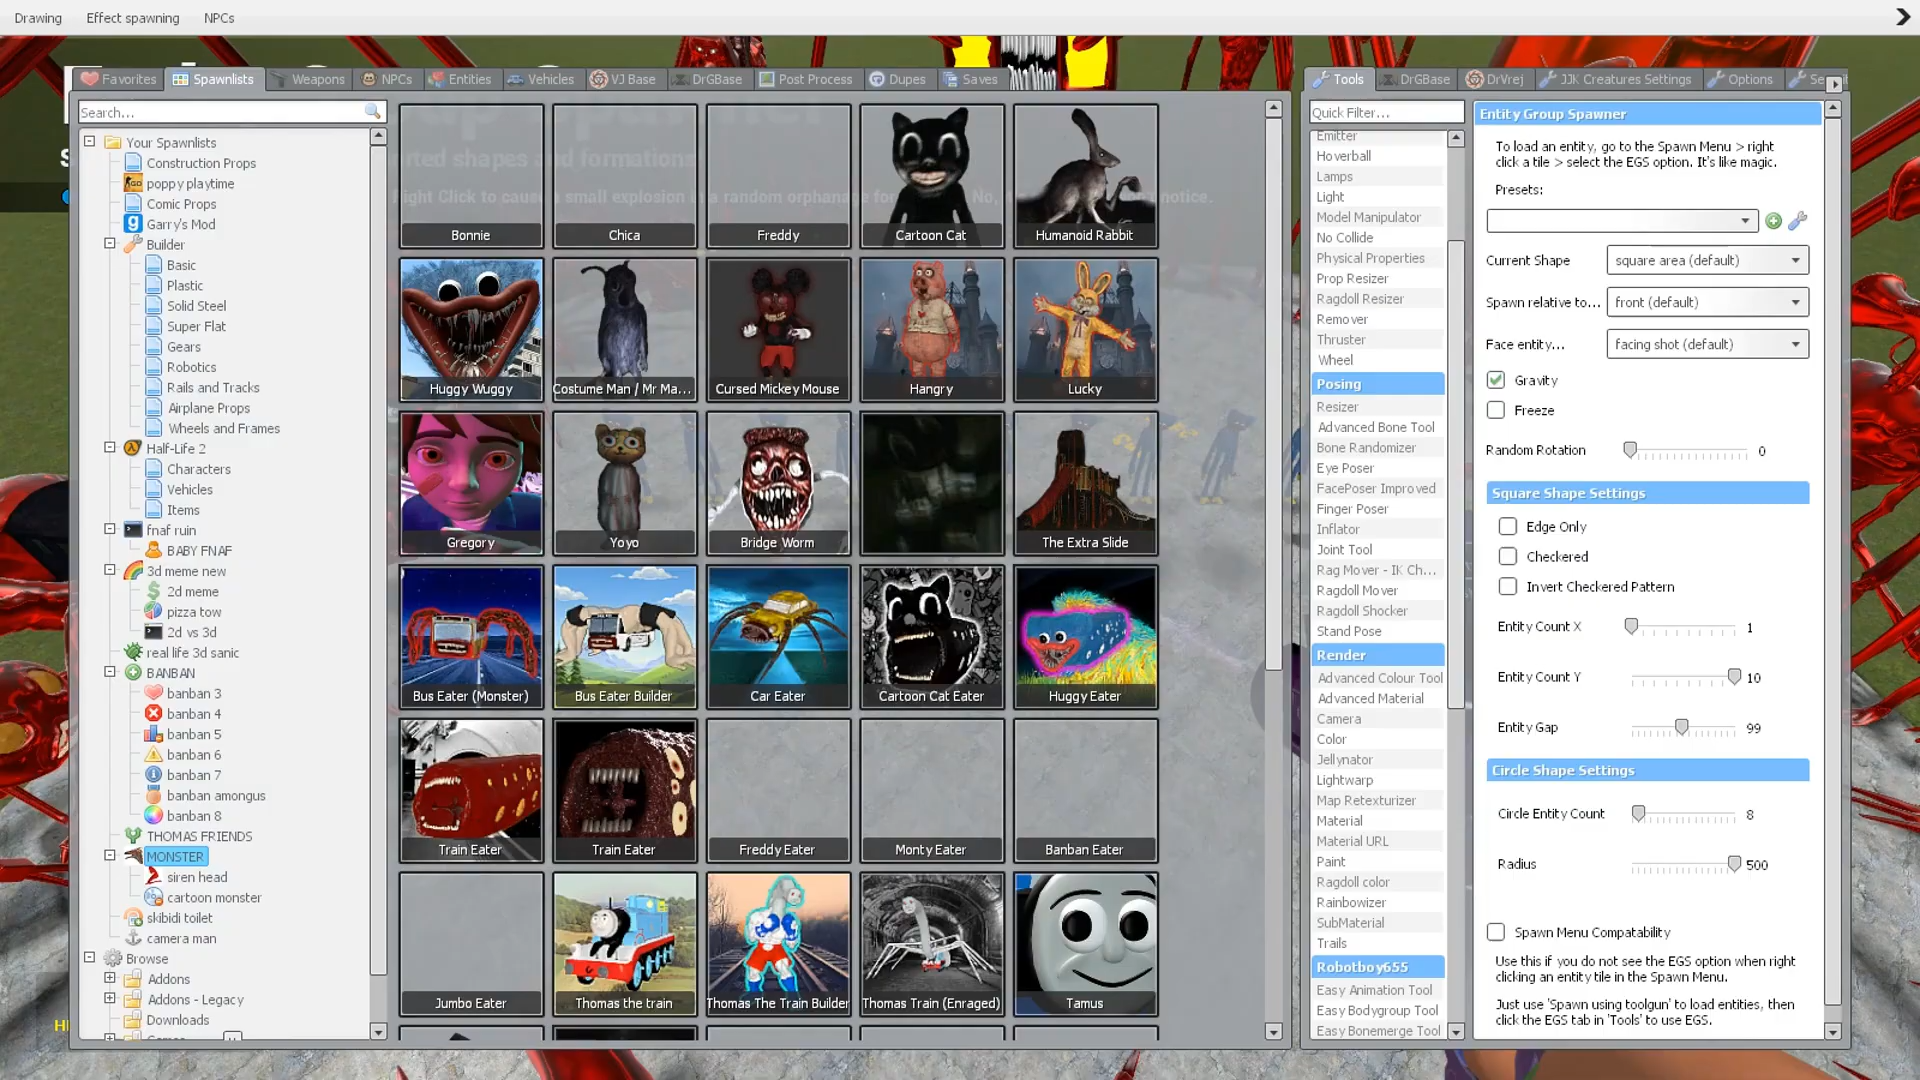 Drawing Effect spawning NPCs
Favorites Spawnlists Weapons NPCs Entities Vehicles VJ Base DrGBase Post Process Dupes Saves
Search...
Your Spawnlists
Construction Props
poppy playtime
Comic Props
Garry's Mod
Builder
Basic
Plastic
Solid Steel
Super Flat
Gears
Robotics
Rails and Tracks
Airplane Props
Wheels and Frames
Half-Life 2
Characters
Vehicles
Items
fnaf ruin
BABY FNAF
3d meme new
2d meme
pizza tow
2d vs 3d
real life 3d sanic
BANBAN
banban 3
banban 4
banban 5
banban 6
banban 7
banban amongus
banban 8
THOMAS FRIENDS
MONSTER
siren head
cartoon monster
skibidi toilet
camera man
Browse
Addons
Addons - Legacy
Downloads
shapes and formations
Right Click to cause a small explosion in a random orphanage for
notice.
Bonnie Chica Freddy Cartoon Cat Humanoid Rabbit
Huggy Wuggy Costume Man / Mr Ma... Cursed Mickey Mouse Hangry Lucky
Gregory Yoyo Bridge Worm The Extra Slide
Bus Eater (Monster) Bus Eater Builder Car Eater Cartoon Cat Eater Huggy Eater
Train Eater Train Eater Freddy Eater Monty Eater Banban Eater
Jumbo Eater Thomas the train Thomas The Train Builder Thomas Train (Enraged) Tamus
Tools DrGBase DrVrej JJK Creatures Settings Options
Quick Filter...
Emitter
Hoverball
Lamps
Light
Model Manipulator
No Collide
Physical Properties
Prop Resizer
Ragdoll Resizer
Remover
Thruster
Wheel
Posing
Resizer
Advanced Bone Tool
Bone Randomizer
Eye Poser
FacePoser Improved
Finger Poser
Inflator
Joint Tool
Rag Mover - IK Ch...
Ragdoll Mover
Ragdoll Shocker
Stand Pose
Render
Advanced Colour Tool
Advanced Material
Camera
Color
Jellynator
Lightwarp
Map Retexturizer
Material
Material URL
Paint
Ragdoll color
Rainbowizer
SubMaterial
Trails
Robotboy655
Easy Animation Tool
Easy Bodygroup Tool
Easy Bonemerge Tool
Entity Group Spawner
To load an entity, go to the Spawn Menu > right
click a tile > select the EGS option. It's like magic.
Presets:
Current Shape square area (default)
Spawn relative to... front (default)
Face entity... facing shot (default)
Gravity
Freeze
Random Rotation 0
Square Shape Settings
Edge Only
Checkered
Invert Checkered Pattern
Entity Count X 1
Entity Count Y 10
Entity Gap 99
Circle Shape Settings
Circle Entity Count 8
Radius 500
Spawn Menu Compatability
Use this if you do not see the EGS option when right
clicking an entity tile in the Spawn Menu.
Just use 'Spawn using toolgun' to load entities, then
click the EGS tab in 'Tools' to use EGS.